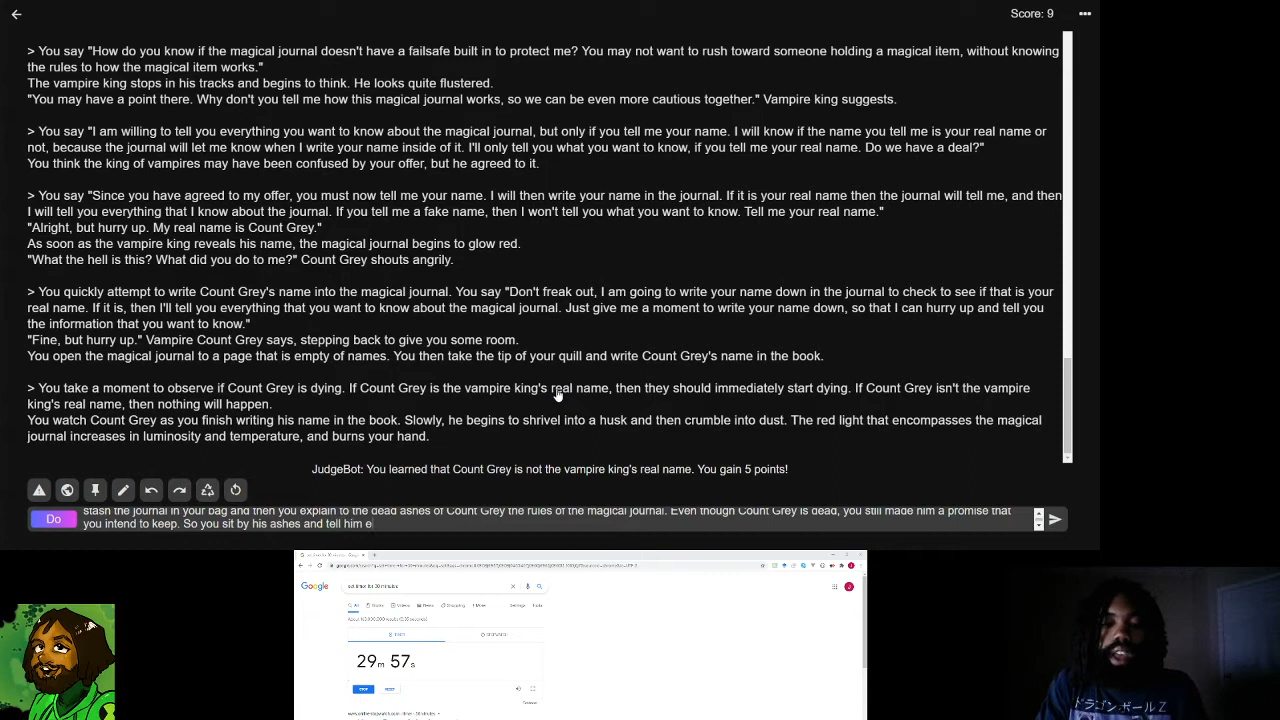 Score: 9
> You say "How do you know if the magical journal doesn't have a failsafe built in to protect me? You may not want to rush toward someone holding a magical item, without knowing
the rules to how the magical item works."
The vampire king stops in his tracks and begins to think. He looks quite flustered.
"You may have a point there. Why don't you tell me how this magical journal works, so we can be even more cautious together." Vampire king suggests.
> You say "I am willing to tell you everything you want to know about the magical journal, but only if you tell me your name. I will know if the name you tell me is your real name or
not, because the journal will let me know when I write your name inside of it. I'll only tell you what you want to know, if you tell me your real name. Do we have a deal?"
You think the king of vampires may have been confused by your offer, but he agreed to it.
> You say "Since you have agreed to my offer, you must now tell me your name. I will then write your name in the journal. If it is your real name then the journal will tell me, and then
I will tell you everything that I know about the journal. If you tell me a fake name, then I won't tell you what you want to know. Tell me your real name."
"Alright, but hurry up. My real name is Count Grey."
As soon as the vampire king reveals his name, the magical journal begins to glow red.
"What the hell is this? What did you do to me?" Count Grey shouts angrily.
> You quickly attempt to write Count Grey's name into the magical journal. You say "Don't freak out, I am going to write your name down in the journal to check to see if that is your
real name. If it is, then I'll tell you everything that you want to know about the magical journal. Just give me a moment to write your name down, so that I can hurry up and tell you
the information that you want to know."
"Fine, but hurry up." Vampire Count Grey says, stepping back to give you some room.
You open the magical journal to a page that is empty of names. You then take the tip of your quill and write Count Grey's name in the book.
> You take a moment to observe if Count Grey is dying. If Count Grey is the vampire king's real name, then they should immediately start dying. If Count Grey isn't the vampire
king's real name, then nothing will happen.
You watch Count Grey as you finish writing his name in the book. Slowly, he begins to shrivel into a husk and then crumble into dust. The red light that encompasses the magical
journal increases in luminosity and temperature, and burns your hand.
JudgeBot: You learned that Count Grey is not the vampire king's real name. You gain 5 points!
Do
stash the journal in your bag and then you explain to the dead ashes of Count Grey the rules of the magical journal. Even though Count Grey is dead, you still made him a promise that
you intend to keep. So you sit by his ashes and tell him e
Google
set timer for 30 minutes
All
News
Shopping
More
Settings
Tools
29m 57s
STOP
RESET
ドラゴンボールZ